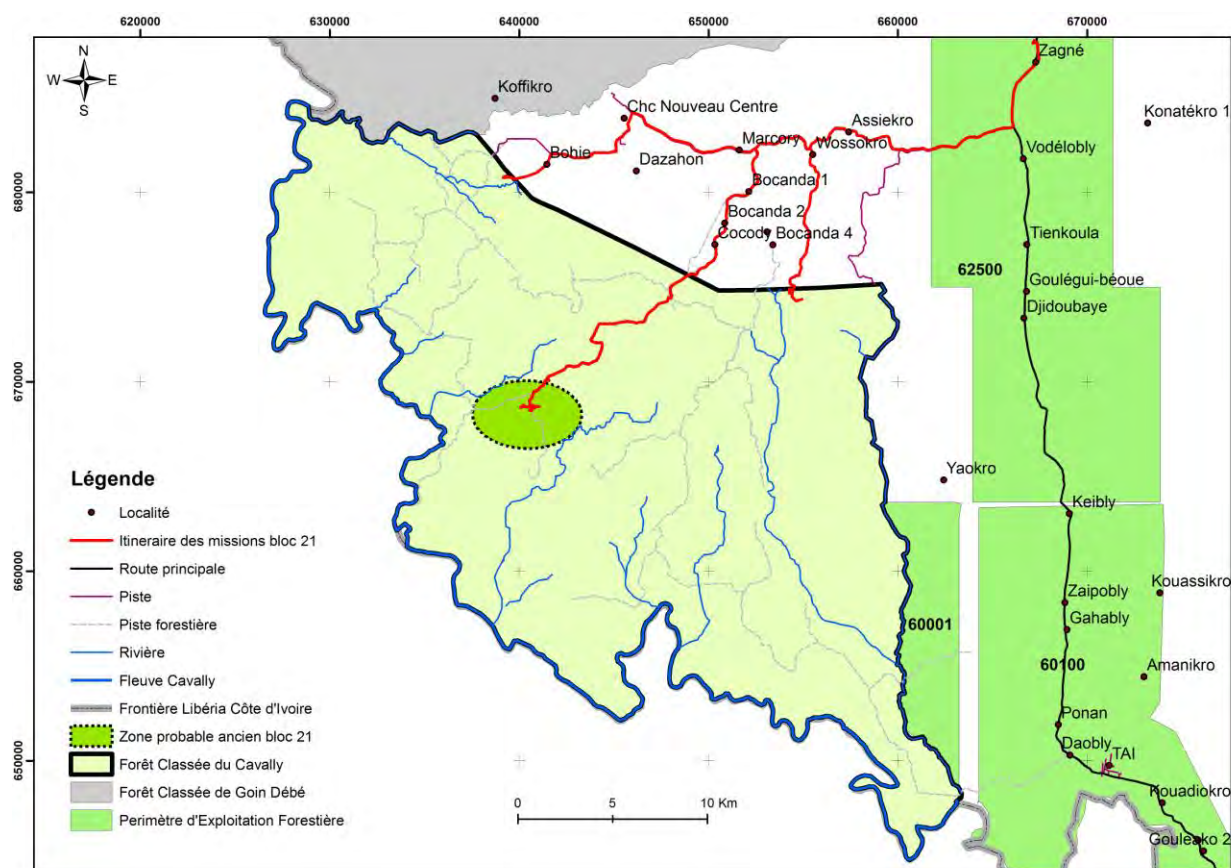 620000 630000 640000 650000 660000 670000
N
W E
S
Zagné
Koffikro
Konatékro 1
Chc Nouveau Centre
Assiekro
Marcory
Wossokro
Vodélobly
Bohie
Dazahon
680000
680000
Bocanda 1
Bocanda 2
Cocody
Bocanda 4
Tienkoula
62500
Goulégui-béoue
Djidoubaye
670000
670000
Yaokro
Keibly
660000
660000
Zaipobly
Kouassikro
Gahably
60001
60100
Amanikro
Ponan
Daobly
TAI
650000
650000
Kouadiokro
Gouleako 2
Légende
Localité
Itineraire des missions bloc 21
Route principale
Piste
Piste forestière
Rivière
Fleuve Cavally
Frontière Libéria Côte d'Ivoire
Zone probable ancien bloc 21
Forêt Classée du Cavally
Forêt Classée de Goin Débé
Perimètre d'Exploitation Forestière
0 5 10 Km